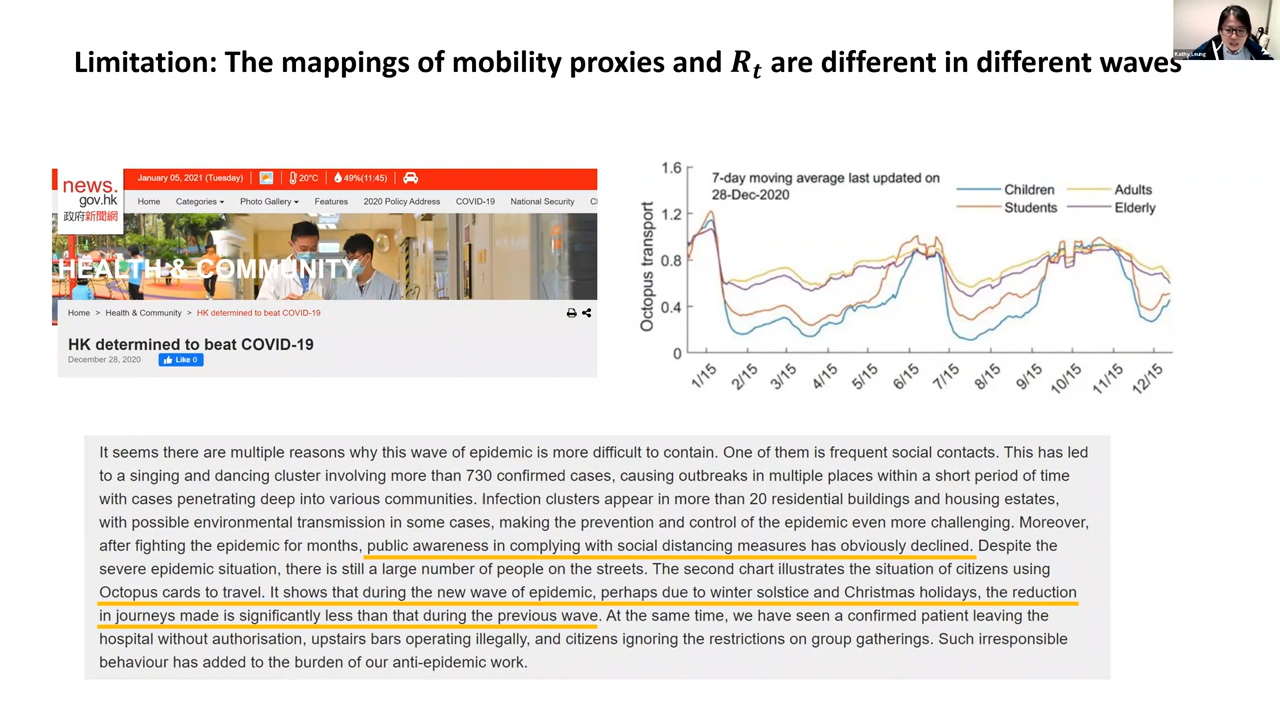 Limitation: The mappings of mobility proxies and Rt are different in different waves
Kathy Leung
news.
gov.hk
政府新聞網
January 05, 2021 (Tuesday)
20°C
49%(11:45)
Home
Categories
Photo Gallery
Features
2020 Policy Address
COVID-19
National Security
HEALTH & COMMUNITY
Home > Health & Community > HK determined to beat COVID-19
HK determined to beat COVID-19
December 28, 2020
Like 0
Octopus transport
1.6
1.2
0.8
0.4
0
7-day moving average last updated on
28-Dec-2020
Children
Adults
Students
Elderly
1/15
2/15
3/15
4/15
5/15
6/15
7/15
8/15
9/15
10/15
11/15
12/15
It seems there are multiple reasons why this wave of epidemic is more difficult to contain. One of them is frequent social contacts. This has led
to a singing and dancing cluster involving more than 730 confirmed cases, causing outbreaks in multiple places within a short period of time
with cases penetrating deep into various communities. Infection clusters appear in more than 20 residential buildings and housing estates,
with possible environmental transmission in some cases, making the prevention and control of the epidemic even more challenging. Moreover,
after fighting the epidemic for months, public awareness in complying with social distancing measures has obviously declined. Despite the
severe epidemic situation, there is still a large number of people on the streets. The second chart illustrates the situation of citizens using
Octopus cards to travel. It shows that during the new wave of epidemic, perhaps due to winter solstice and Christmas holidays, the reduction
in journeys made is significantly less than that during the previous wave. At the same time, we have seen a confirmed patient leaving the
hospital without authorisation, upstairs bars operating illegally, and citizens ignoring the restrictions on group gatherings. Such irresponsible
behaviour has added to the burden of our anti-epidemic work.